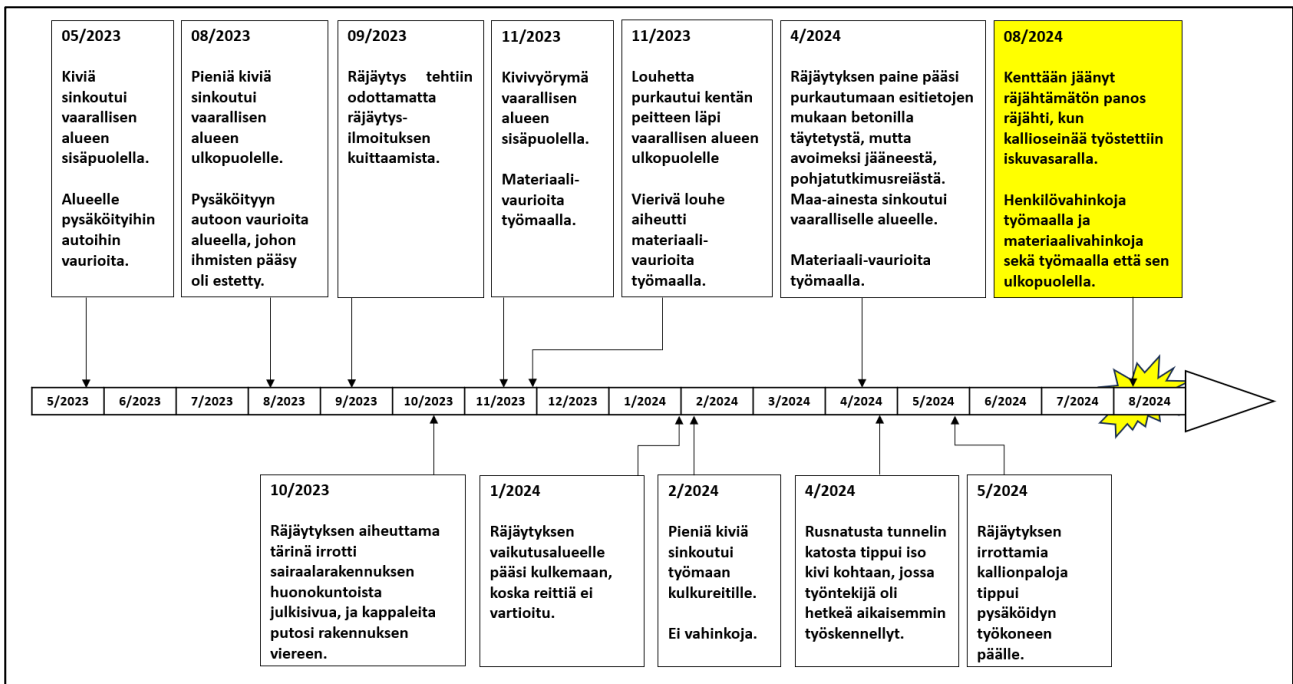 05/2023
Kiviä
sinkoutui
vaarallisen
alueen
sisäpuolella.
Alueelle
pysäköityihin
autoihin
vaurioita.
08/2023
Pieniä kiviä
sinkoutui
vaarallisen
alueen
ulkopuolelle.
Pysäköityyn
autoon vaurioita
alueella, johon
ihmisten pääsy
oli estetty.
09/2023
Räjäytys tehtiin
odottamatta
räjäytys-
ilmoituksen
kuittaamista.
11/2023
Kivivyörymä
vaarallisen
alueen
sisäpuolella.
Materiaali-
vaurioita
työmaalla.
11/2023
Louhetta
purkautui kentän
peitteen läpi
vaarallisen alueen
ulkopuolelle
Vierivä louhe
aiheutti
materiaali-
vaurioita
työmaalla.
4/2024
Räjäytyksen paine pääsi
purkautumaan esitietojen
mukaan betonilla
täytetystä, mutta
avoimeksi jääneestä,
pohjatutkimusreiästä.
Maa-ainesta sinkoutui
vaaralliselle alueelle.
Materiaali-vaurioita
työmaalla.
08/2024
Kenttään jäänyt
räjähtämätön panos
räjähti, kun
kallioseinää työstettiin
iskuvasaralla.
Henkilövahinkoja
työmaalla ja
materiaalivahinkoja
sekä työmaalla että sen
ulkopuolella.
5/2023 6/2023 7/2023 8/2023 9/2023 10/2023 11/2023 12/2023 1/2024 2/2024 3/2024 4/2024 5/2024 6/2024 7/2024 8/2024
10/2023
Räjäytyksen aiheuttama
tärinä irrotti
sairaalarakennuksen
huonokuntoista
julkisivua, ja kappaleita
putosi rakennuksen
viereen.
1/2024
Räjäytyksen
vaikutusalueelle
pääsi kulkemaan,
koska reittiä ei
vartioitu.
2/2024
Pieniä kiviä
sinkoutui
työmaan
kulkureitille.
Ei vahinkoja.
4/2024
Rusnatusta tunnelin
katosta tippui iso
kivi kohtaan, jossa
työntekijä oli
hetkeä aikaisemmin
työskennellyt.
5/2024
Räjäytyksen
irrottamia
kallionpaloja
tippui
pysäköidyn
työkoneen
päälle.